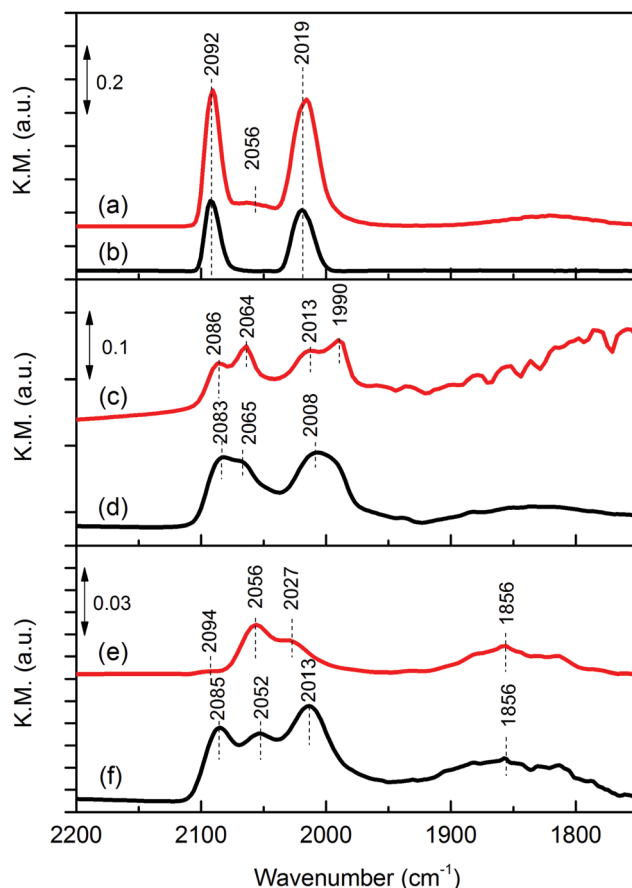 2092
2019
0.2
2056
K.M. (a.u.)
(a)
(b)
2086
2064
2013
1990
0.1
K.M. (a.u.)
(c)
2083
2065
2008
(d)
0.03
2094
2056
2027
1856
K.M. (a.u.)
(e)
2085
2052
2013
1856
(f)
2200
2100
2000
1900
1800
Wavenumber (cm⁻¹)